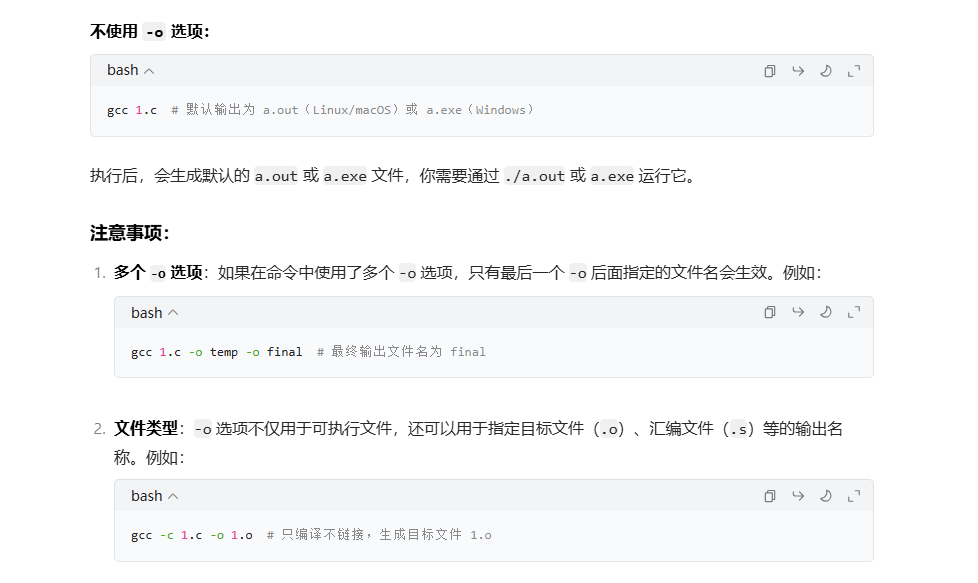 不使用 -o 选项：
bash
gcc 1.c  # 默认输出为 a.out（Linux/macOS）或 a.exe（Windows）
执行后，会生成默认的 a.out 或 a.exe 文件，你需要通过 ./a.out 或 a.exe 运行它。
注意事项：
1. 多个 -o 选项：如果在命令中使用了多个 -o 选项，只有最后一个 -o 后面指定的文件名会生效。例如：
bash
gcc 1.c -o temp -o final  # 最终输出文件名为 final
2. 文件类型：-o 选项不仅用于可执行文件，还可以用于指定目标文件（.o）、汇编文件（.s）等的输出名
称。例如：
bash
gcc -c 1.c -o 1.o  # 只编译不链接，生成目标文件 1.o